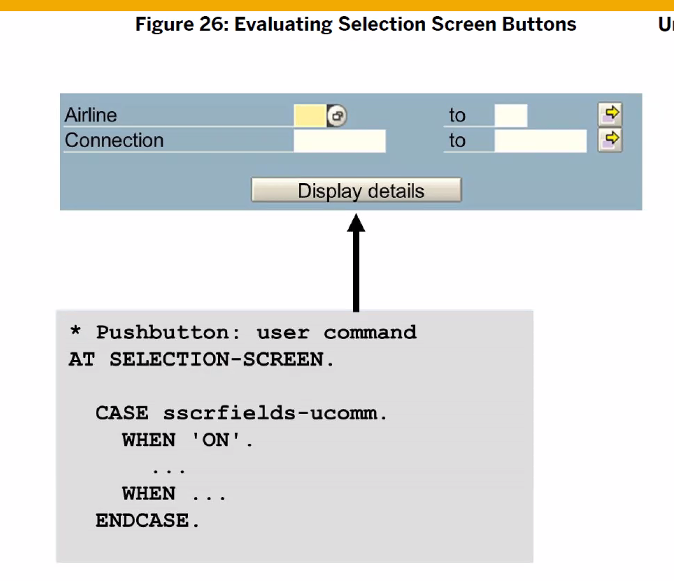 Figure 26: Evaluating Selection Screen Buttons
Airline to
Connection to
Display details
* Pushbutton: user command
AT SELECTION-SCREEN.
CASE sscrfields-ucomm.
WHEN 'ON'.
...
WHEN ...
ENDCASE.